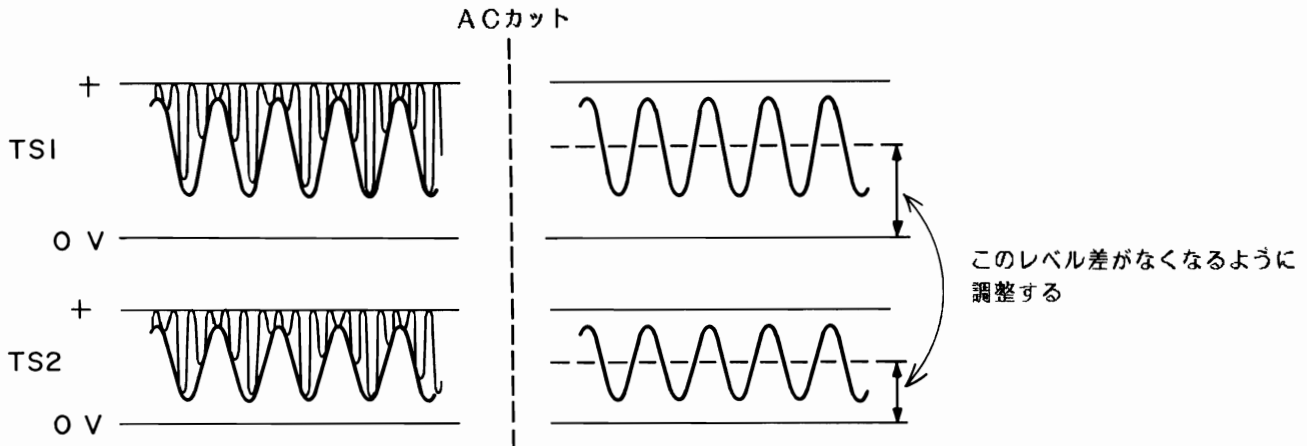 ACカット
+
TS1
0 V
このレベル差がなくなるように
調整する
+
TS2
0 V